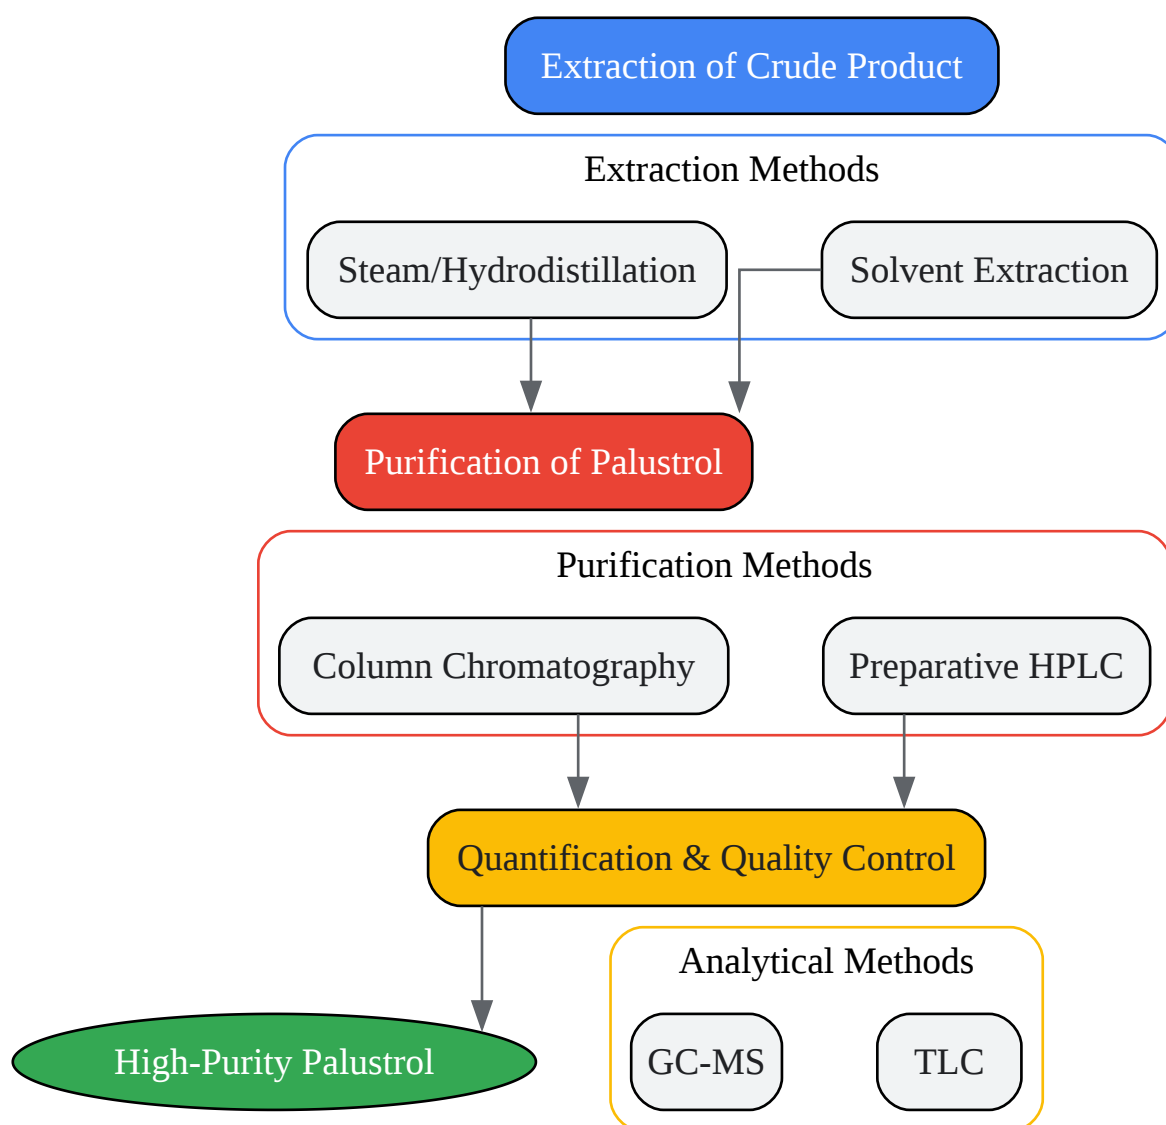 Extraction of Crude Product
Extraction Methods
Steam/Hydrodistillation
Solvent Extraction
Purification of Palustrol
Purification Methods
Column Chromatography
Preparative HPLC
Quantification & Quality Control
Analytical Methods
High-Purity Palustrol
GC-MS
TLC